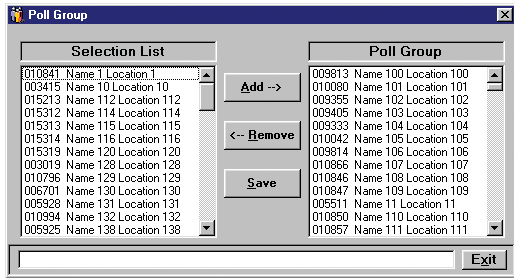 Poll Group
Selection List
010841 Name 1 Location 1
003415 Name 10 Location 10
015213 Name 112 Location 112
015312 Name 114 Location 114
015313 Name 115 Location 115
015314 Name 116 Location 116
015319 Name 120 Location 120
003019 Name 128 Location 128
010796 Name 129 Location 129
006701 Name 130 Location 130
005928 Name 131 Location 131
010994 Name 132 Location 132
005925 Name 138 Location 138
Add -->
<-- Remove
Save
Poll Group
009813 Name 100 Location 100
010080 Name 101 Location 101
009355 Name 102 Location 102
009405 Name 103 Location 103
009333 Name 104 Location 104
010042 Name 105 Location 105
009814 Name 106 Location 106
010866 Name 107 Location 107
010846 Name 108 Location 108
010847 Name 109 Location 109
005511 Name 11 Location 11
010850 Name 110 Location 110
010857 Name 111 Location 111
Exit